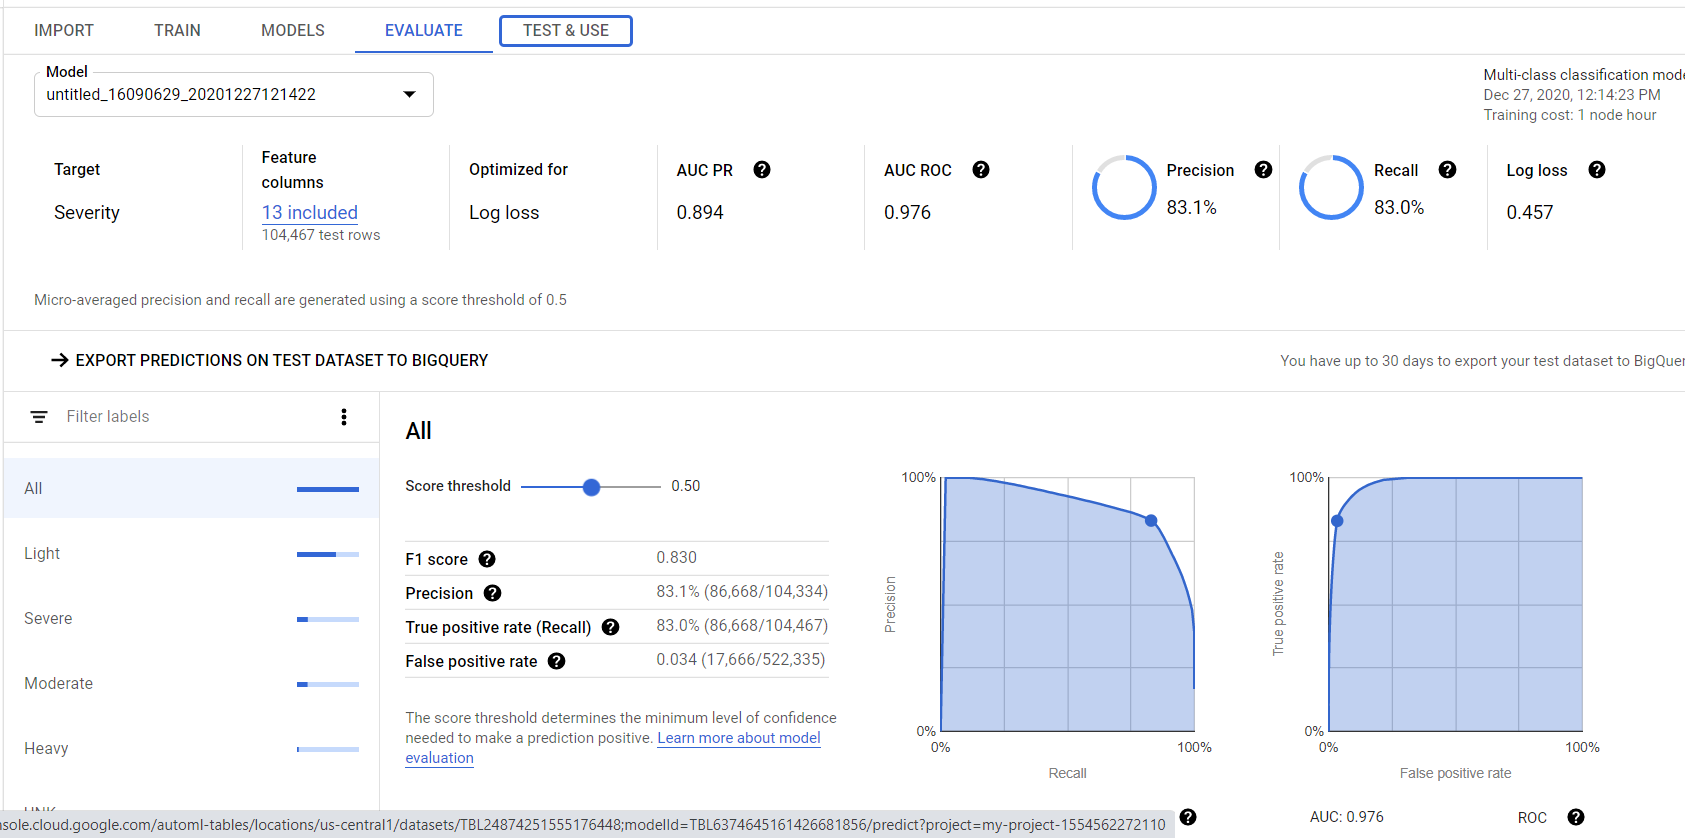 IMPORT TRAIN MODELS EVALUATE TEST & USE
Model
untitled_16090629_20201227121422
Multi-class classification mode
Dec 27, 2020, 12:14:23 PM
Training cost: 1 node hour
Target
Severity
Feature
columns
13 included
104,467 test rows
Optimized for
Log loss
AUC PR
0.894
AUC ROC
0.976
Precision
83.1%
Recall
83.0%
Log loss
0.457
Micro-averaged precision and recall are generated using a score threshold of 0.5
EXPORT PREDICTIONS ON TEST DATASET TO BIGQUERY
You have up to 30 days to export your test dataset to BigQuer
Filter labels
All
Light
Severe
Moderate
Heavy
All
Score threshold 0.50
F1 score 0.830
Precision 83.1% (86,668/104,334)
True positive rate (Recall) 83.0% (86,668/104,467)
False positive rate 0.034 (17,666/522,335)
The score threshold determines the minimum level of confidence
needed to make a prediction positive. Learn more about model
evaluation
100%
Precision
0%
0% 100%
Recall
100%
True positive rate
0%
0% 100%
False positive rate
AUC: 0.976 ROC
nsole.cloud.google.com/automl-tables/locations/us-central1/datasets/TBL24874251555176448;modelId=TBL6374645161426681856/predict?project=my-project-1554562272110